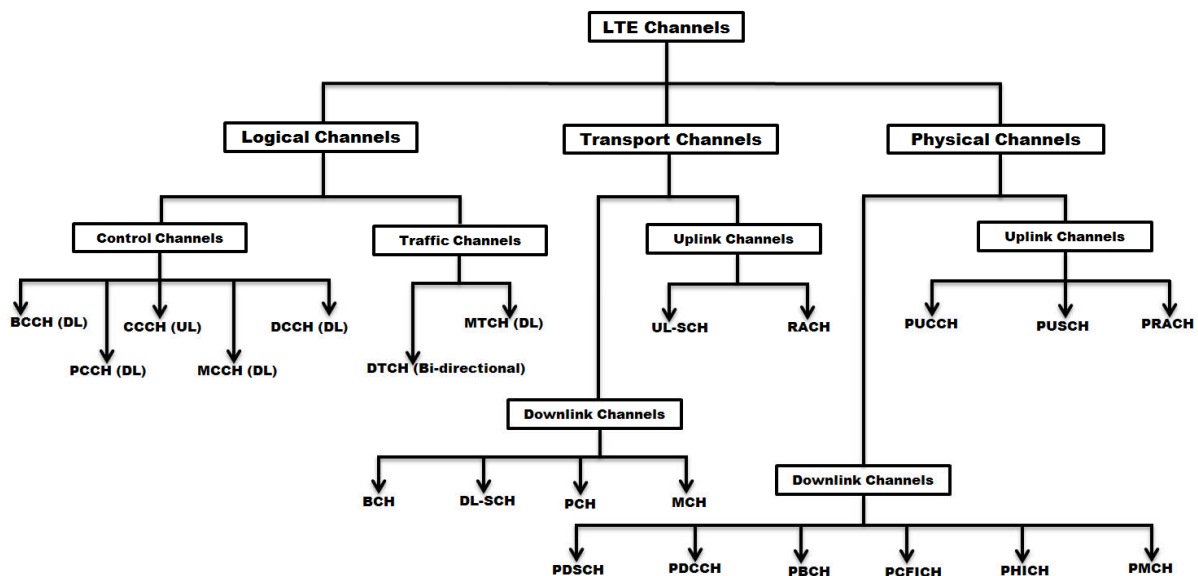 LTE Channels
Logical Channels
Transport Channels
Physical Channels
Control Channels
Traffic Channels
Uplink Channels
Uplink Channels
BCCH (DL)
CCCH (UL)
DCCH (DL)
MTCH (DL)
UL-SCH
RACH
PUCCH
PUSCH
PRACH
PCCH (DL)
MCCH (DL)
DTCH (Bi-directional)
Downlink Channels
Downlink Channels
BCH
DL-SCH
PCH
MCH
PDSCH
PDCCH
PBCH
PCFICH
PHICH
PMCH